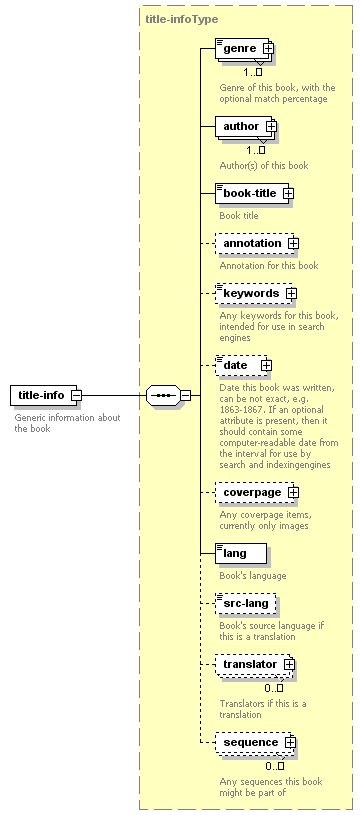 title-infoType
genre
1..
Genre of this book, with the
optional match percentage
author
1..
Author(s) of this book
book-title
Book title
annotation
Annotation for this book
keywords
Any keywords for this book,
intended for use in search
engines
date
Date this book was written,
can be not exact, e.g.
1863-1867. If an optional
attribute is present, then it
should contain some
computer-readable date from
the interval for use by
search and indexingengines
title-info
Generic information about
the book
coverpage
Any coverpage items,
currently only images
lang
Book's language
src-lang
Book's source language if
this is a translation
translator
0..
Translators if this is a
translation
sequence
0..
Any sequences this book
might be part of